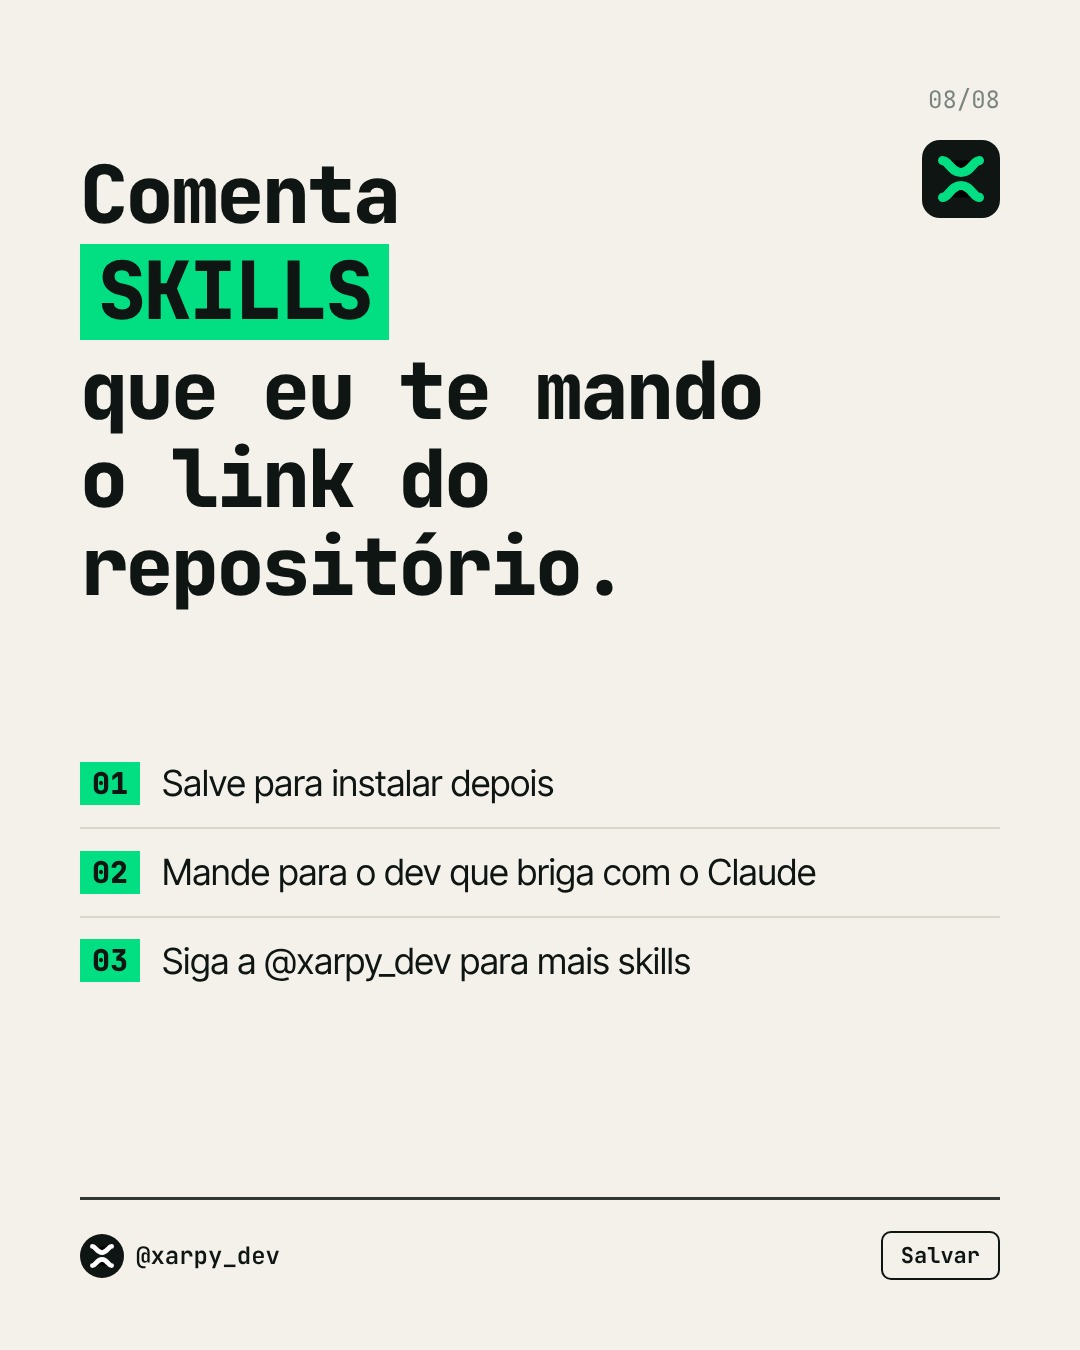 08/08
Comenta
SKILLS
que eu te mando
o link do
repositório.
01 Salve para instalar depois
02 Mande para o dev que briga com o Claude
03 Siga a @xarpy_dev para mais skills
@xarpy_dev
Salvar